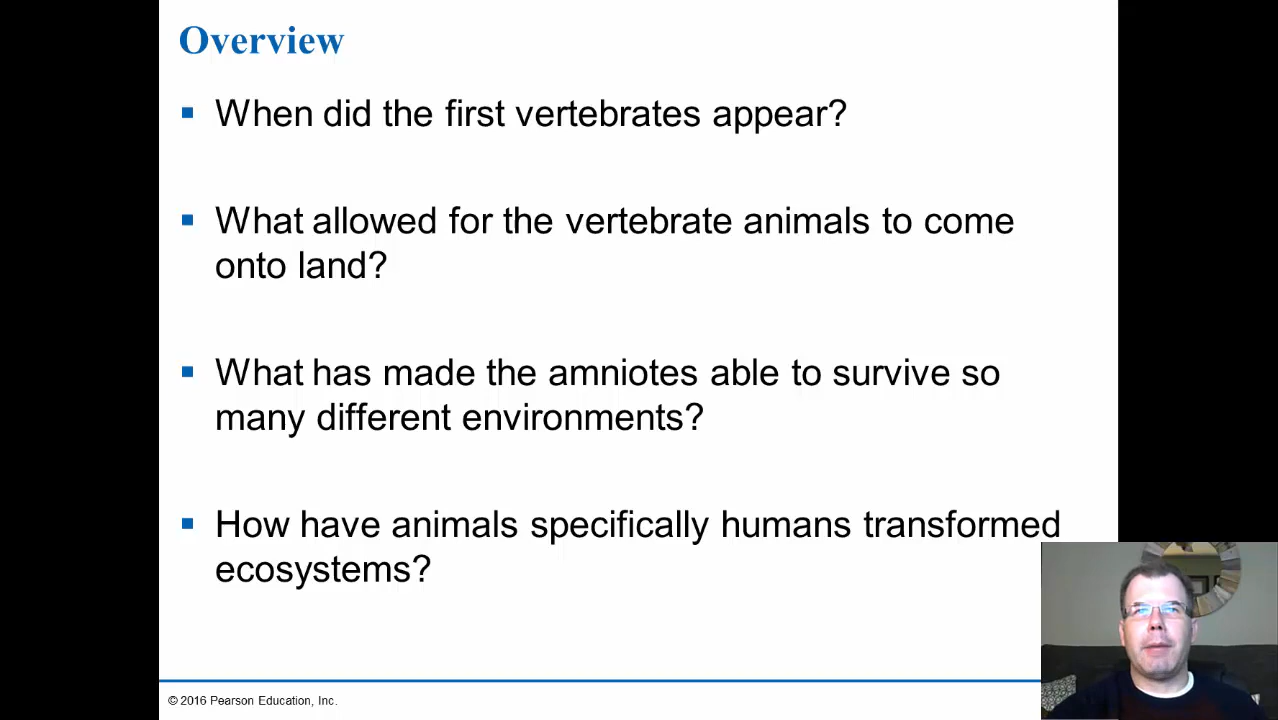 Overview
When did the first vertebrates appear?
What allowed for the vertebrate animals to come
onto land?
What has made the amniotes able to survive so
many different environments?
How have animals specifically humans transformed
ecosystems?
© 2016 Pearson Education, Inc.